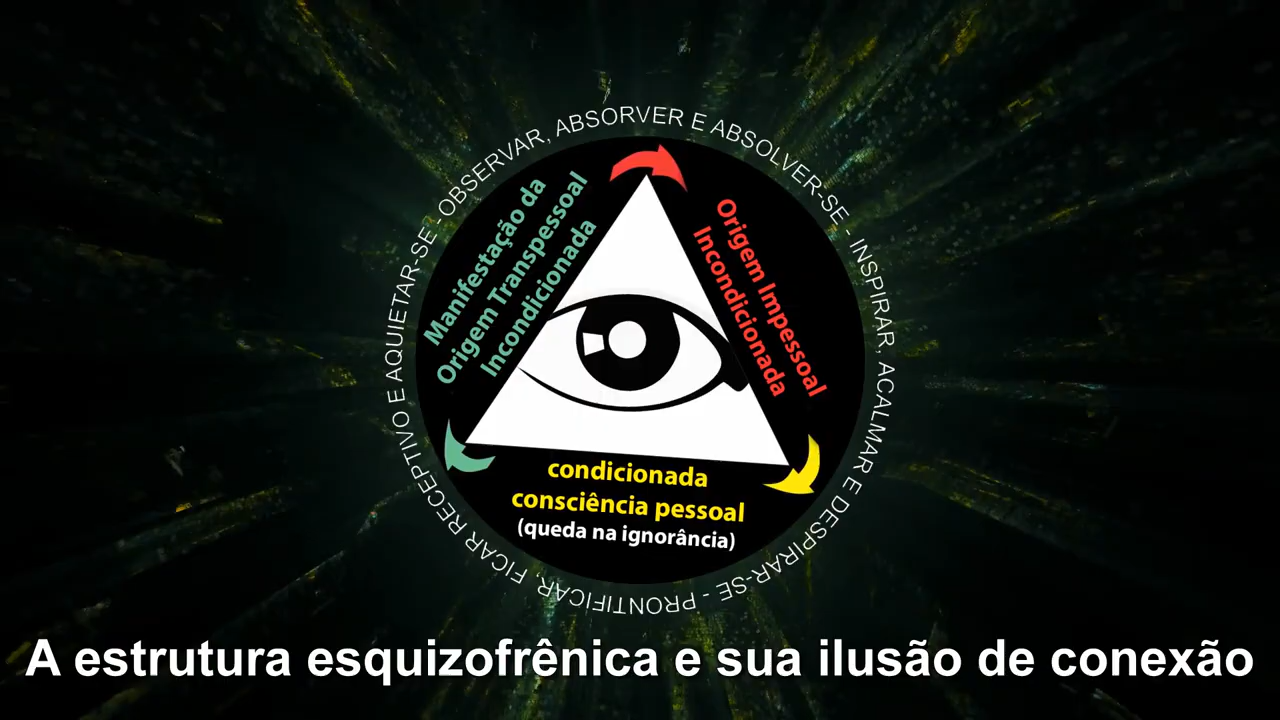 OBSERVAR, ABSORVER E ABSOLVER-SE - INSPIRAR, ACALMAR E DESPIRAR-SE - PRONTIFICAR, FICAR RECEPTIVO E AQUIETAR-SE -
Manifestação da
Origem Transpessoal
Incondicionada
Origem Impessoal
Incondicionada
condicionada
consciência pessoal
(queda na ignorância)
A estrutura esquizofrênica e sua ilusão de conexão